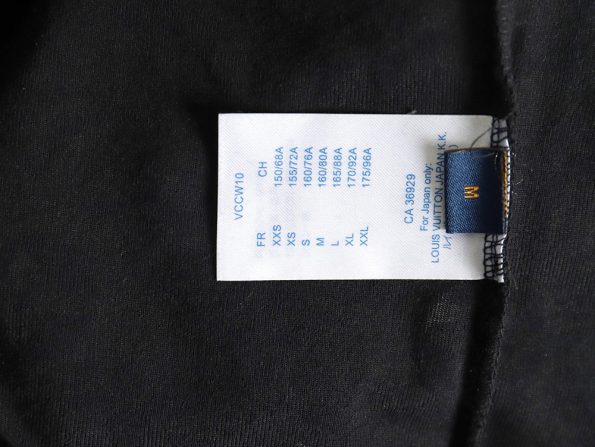 VCCW10
FR CH
XXS 150/68A
XS 155/72A
S 160/76A
M 160/80A
L 165/88A
XL 170/92A
XXL 175/96A
CA 36929
For Japan only:
LOUIS VUITTON JAPAN K.K.
M